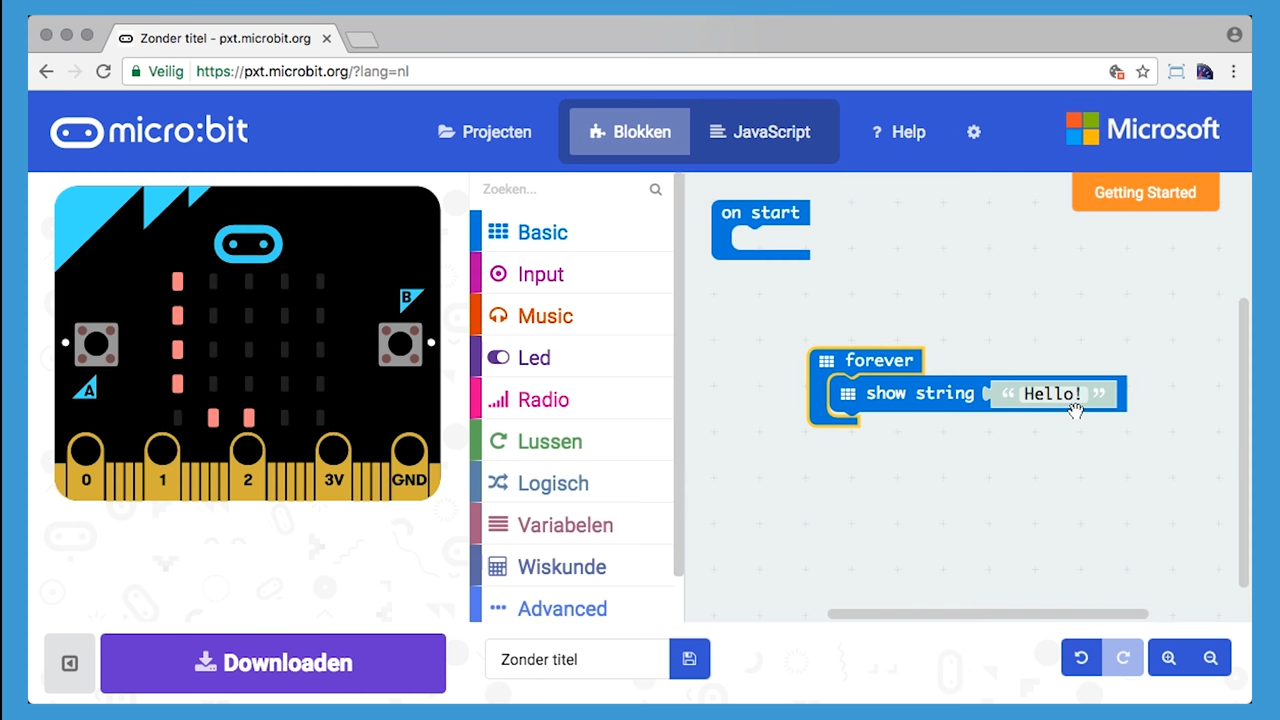 Zonder titel - pxt.microbit.org
Veilig https://pxt.microbit.org/?lang=nl
micro:bit
Projecten
Blokken
JavaScript
? Help
Microsoft
Getting Started
Zoeken...
Basic
Input
Music
Led
Radio
Lussen
Logisch
Variabelen
Wiskunde
Advanced
on start
forever
show string “ Hello! ”
A
B
0 1 2 3V GND
Downloaden
Zonder titel